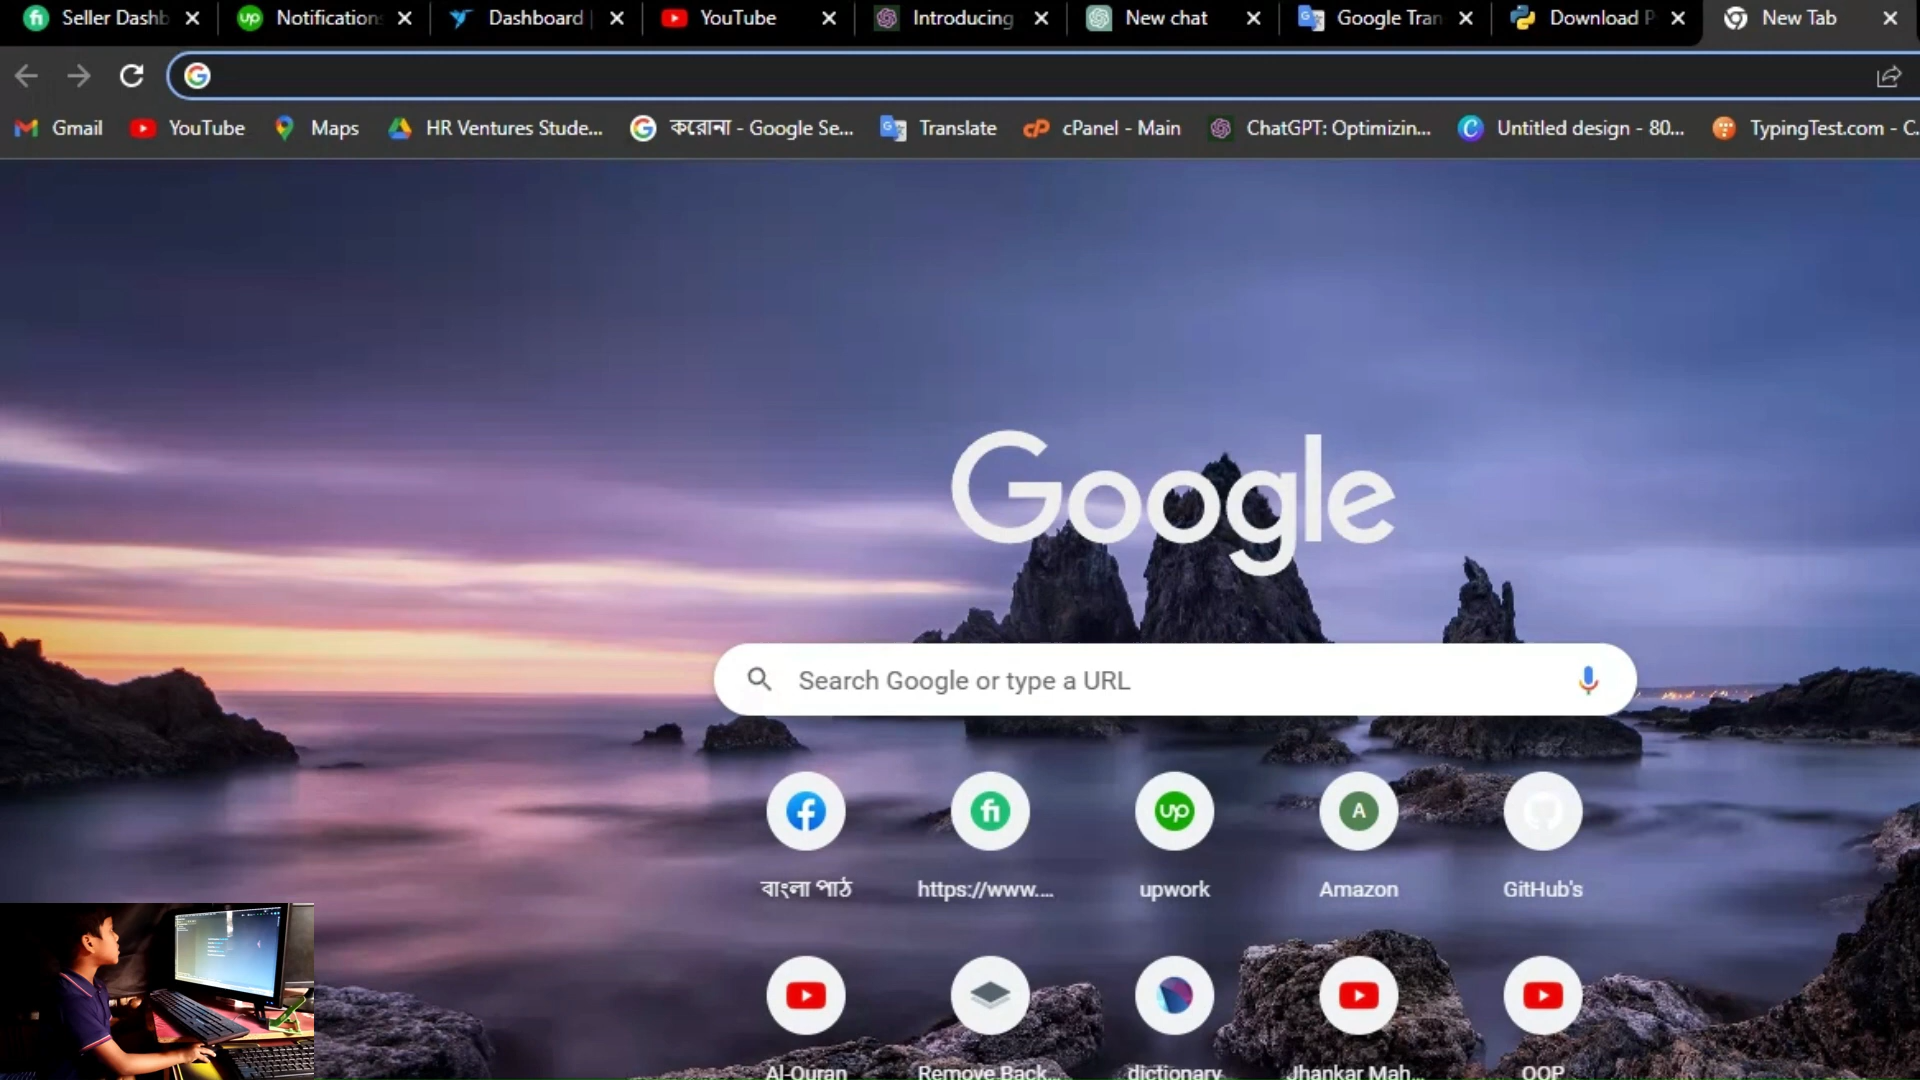 Seller Dashb
Notification
Dashboard
YouTube
Introducing
New chat
Google Tran
Download P
New Tab
Gmail
YouTube
Maps
HR Ventures Stude...
করোনা - Google Se...
Translate
cPanel - Main
ChatGPT: Optimizin...
Untitled design - 80...
TypingTest.com - C...
Google
Search Google or type a URL
বাংলা পাঠ
https://www....
upwork
Amazon
GitHub's
Al-Quran
Remove Back...
dictionary
Jhankar Mah...
OOP